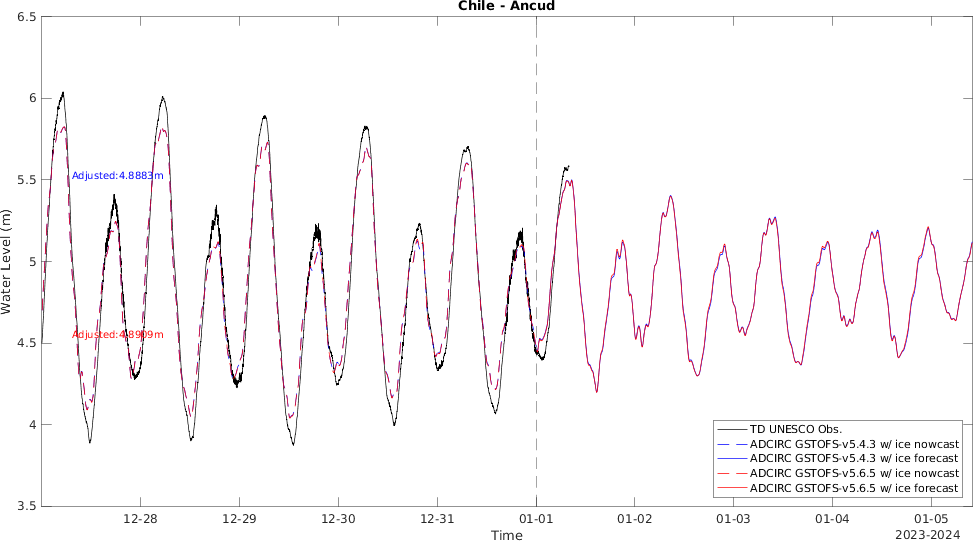 Chile - Ancud
6.5
6
5.5
5
4.5
4
3.5
Water Level (m)
Adjusted:4.8883m
Adjusted:4.8909m
TD UNESCO Obs.
ADCIRC GSTOFS-v5.4.3 w/ ice nowcast
ADCIRC GSTOFS-v5.4.3 w/ ice forecast
ADCIRC GSTOFS-v5.6.5 w/ ice nowcast
ADCIRC GSTOFS-v5.6.5 w/ ice forecast
12-28 12-29 12-30 12-31 01-01 01-02 01-03 01-04 01-05
Time
2023-2024